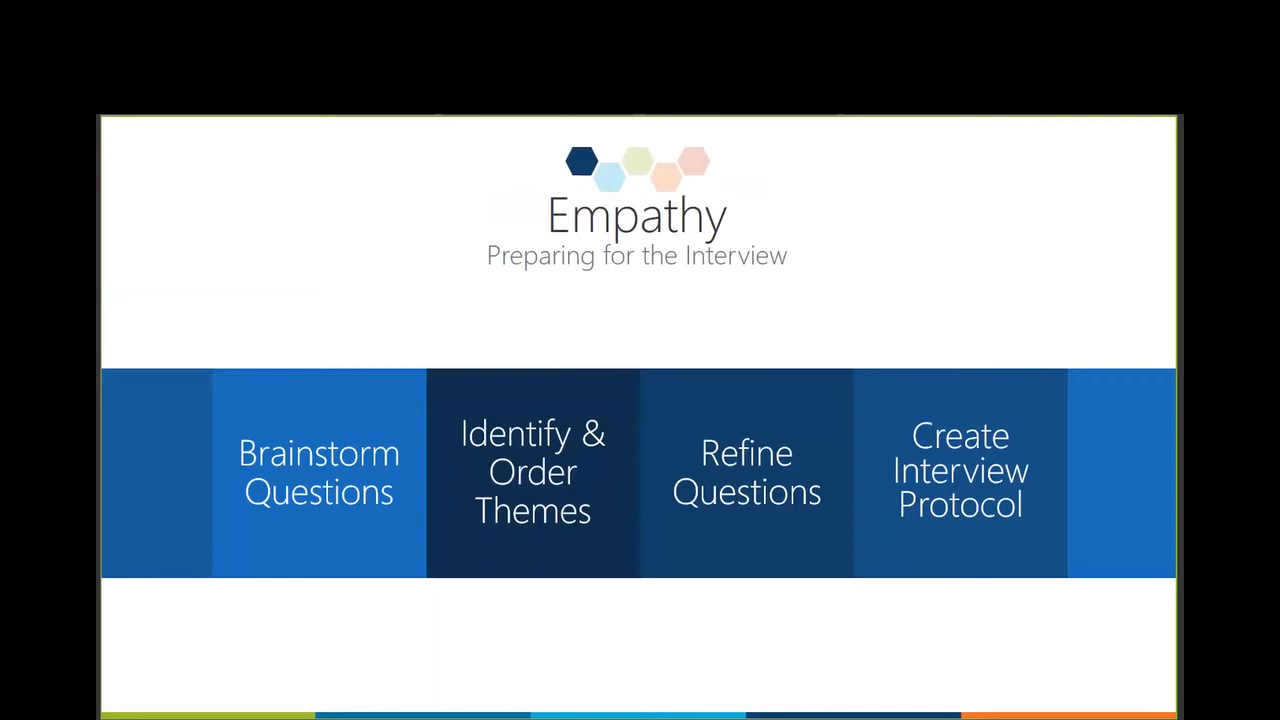 Empathy
Preparing for the Interview
Brainstorm
Questions
Identify &
Order
Themes
Refine
Questions
Create
Interview
Protocol